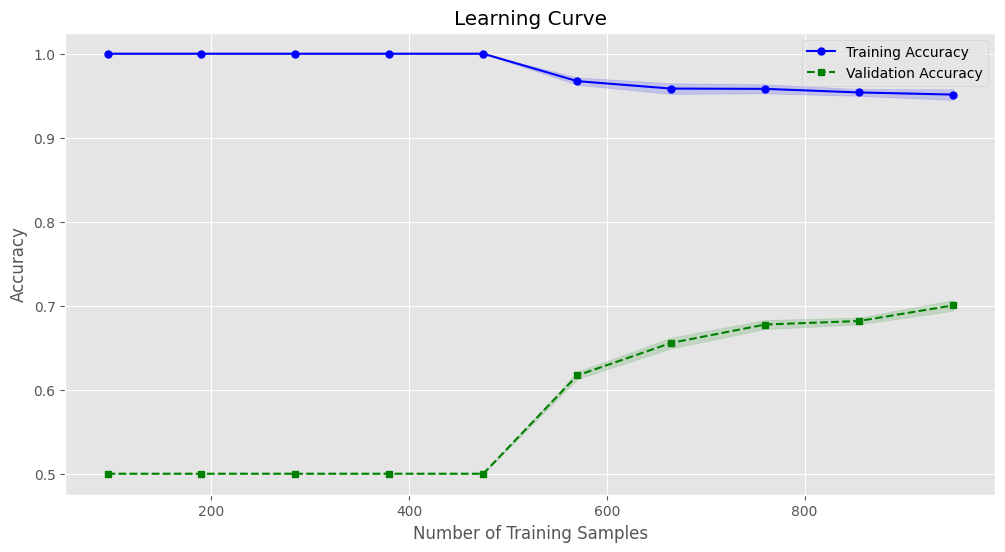 Learning Curve
Training Accuracy
Validation Accuracy
1.0
0.9
0.8
0.7
0.6
0.5
Accuracy
200
400
600
800
Number of Training Samples